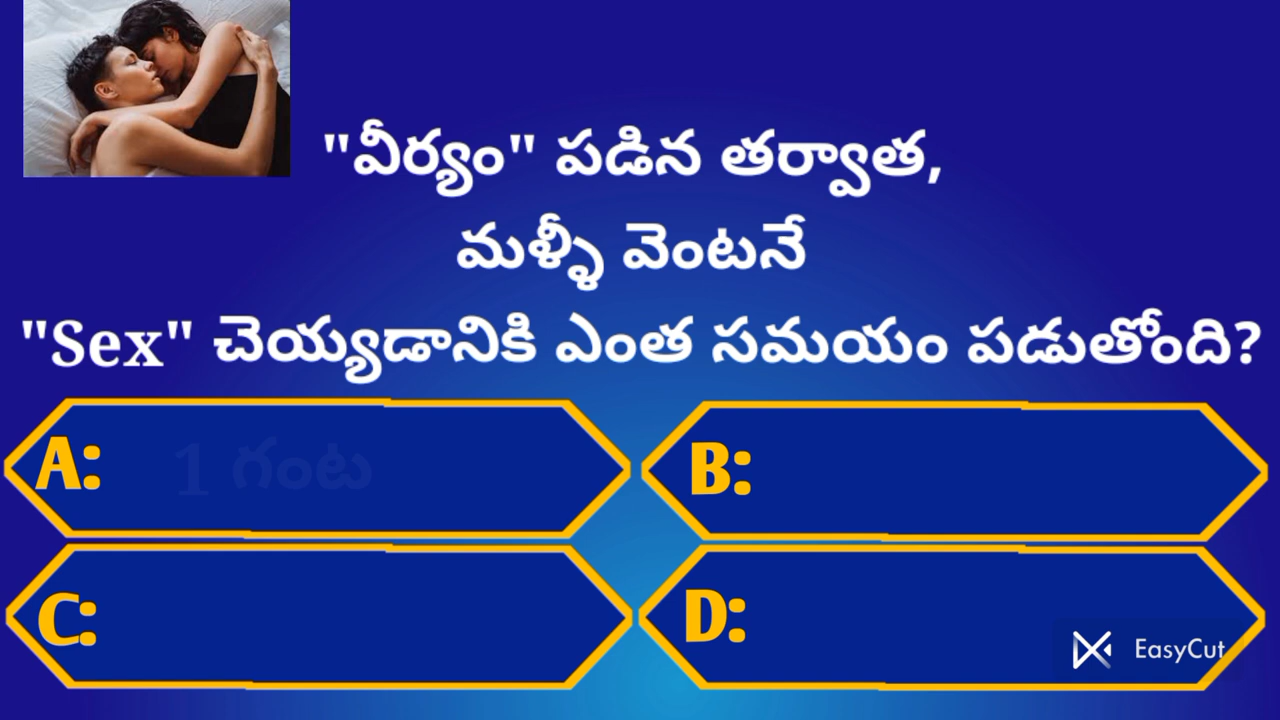 "వీర్యం" పడిన తర్వాత,
మళ్ళీ వెంటనే
"Sex" చెయ్యడానికి ఎంత సమయం పడుతోంది?
A: 1 గంట
B:
C:
D:
EasyCut